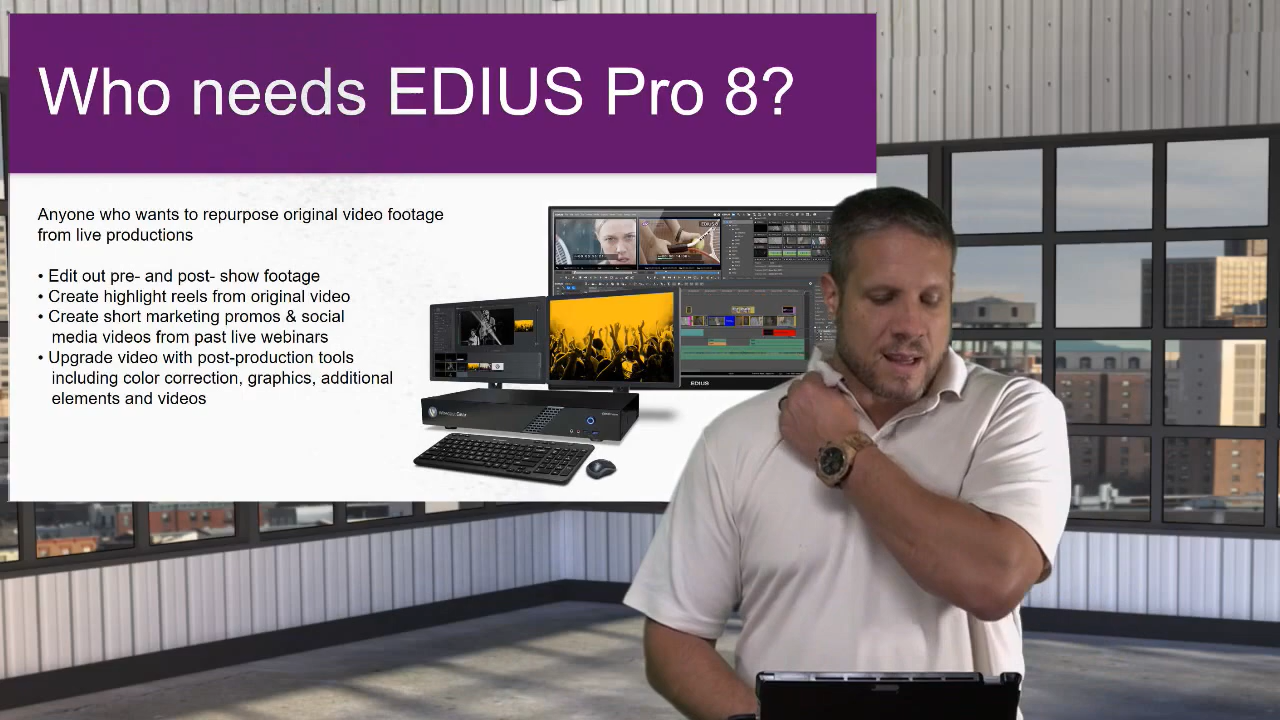 Who needs EDIUS Pro 8?
Anyone who wants to repurpose original video footage
from live productions
• Edit out pre- and post- show footage
• Create highlight reels from original video
• Create short marketing promos & social
media videos from past live webinars
• Upgrade video with post-production tools
including color correction, graphics, additional
elements and videos
EDIUS